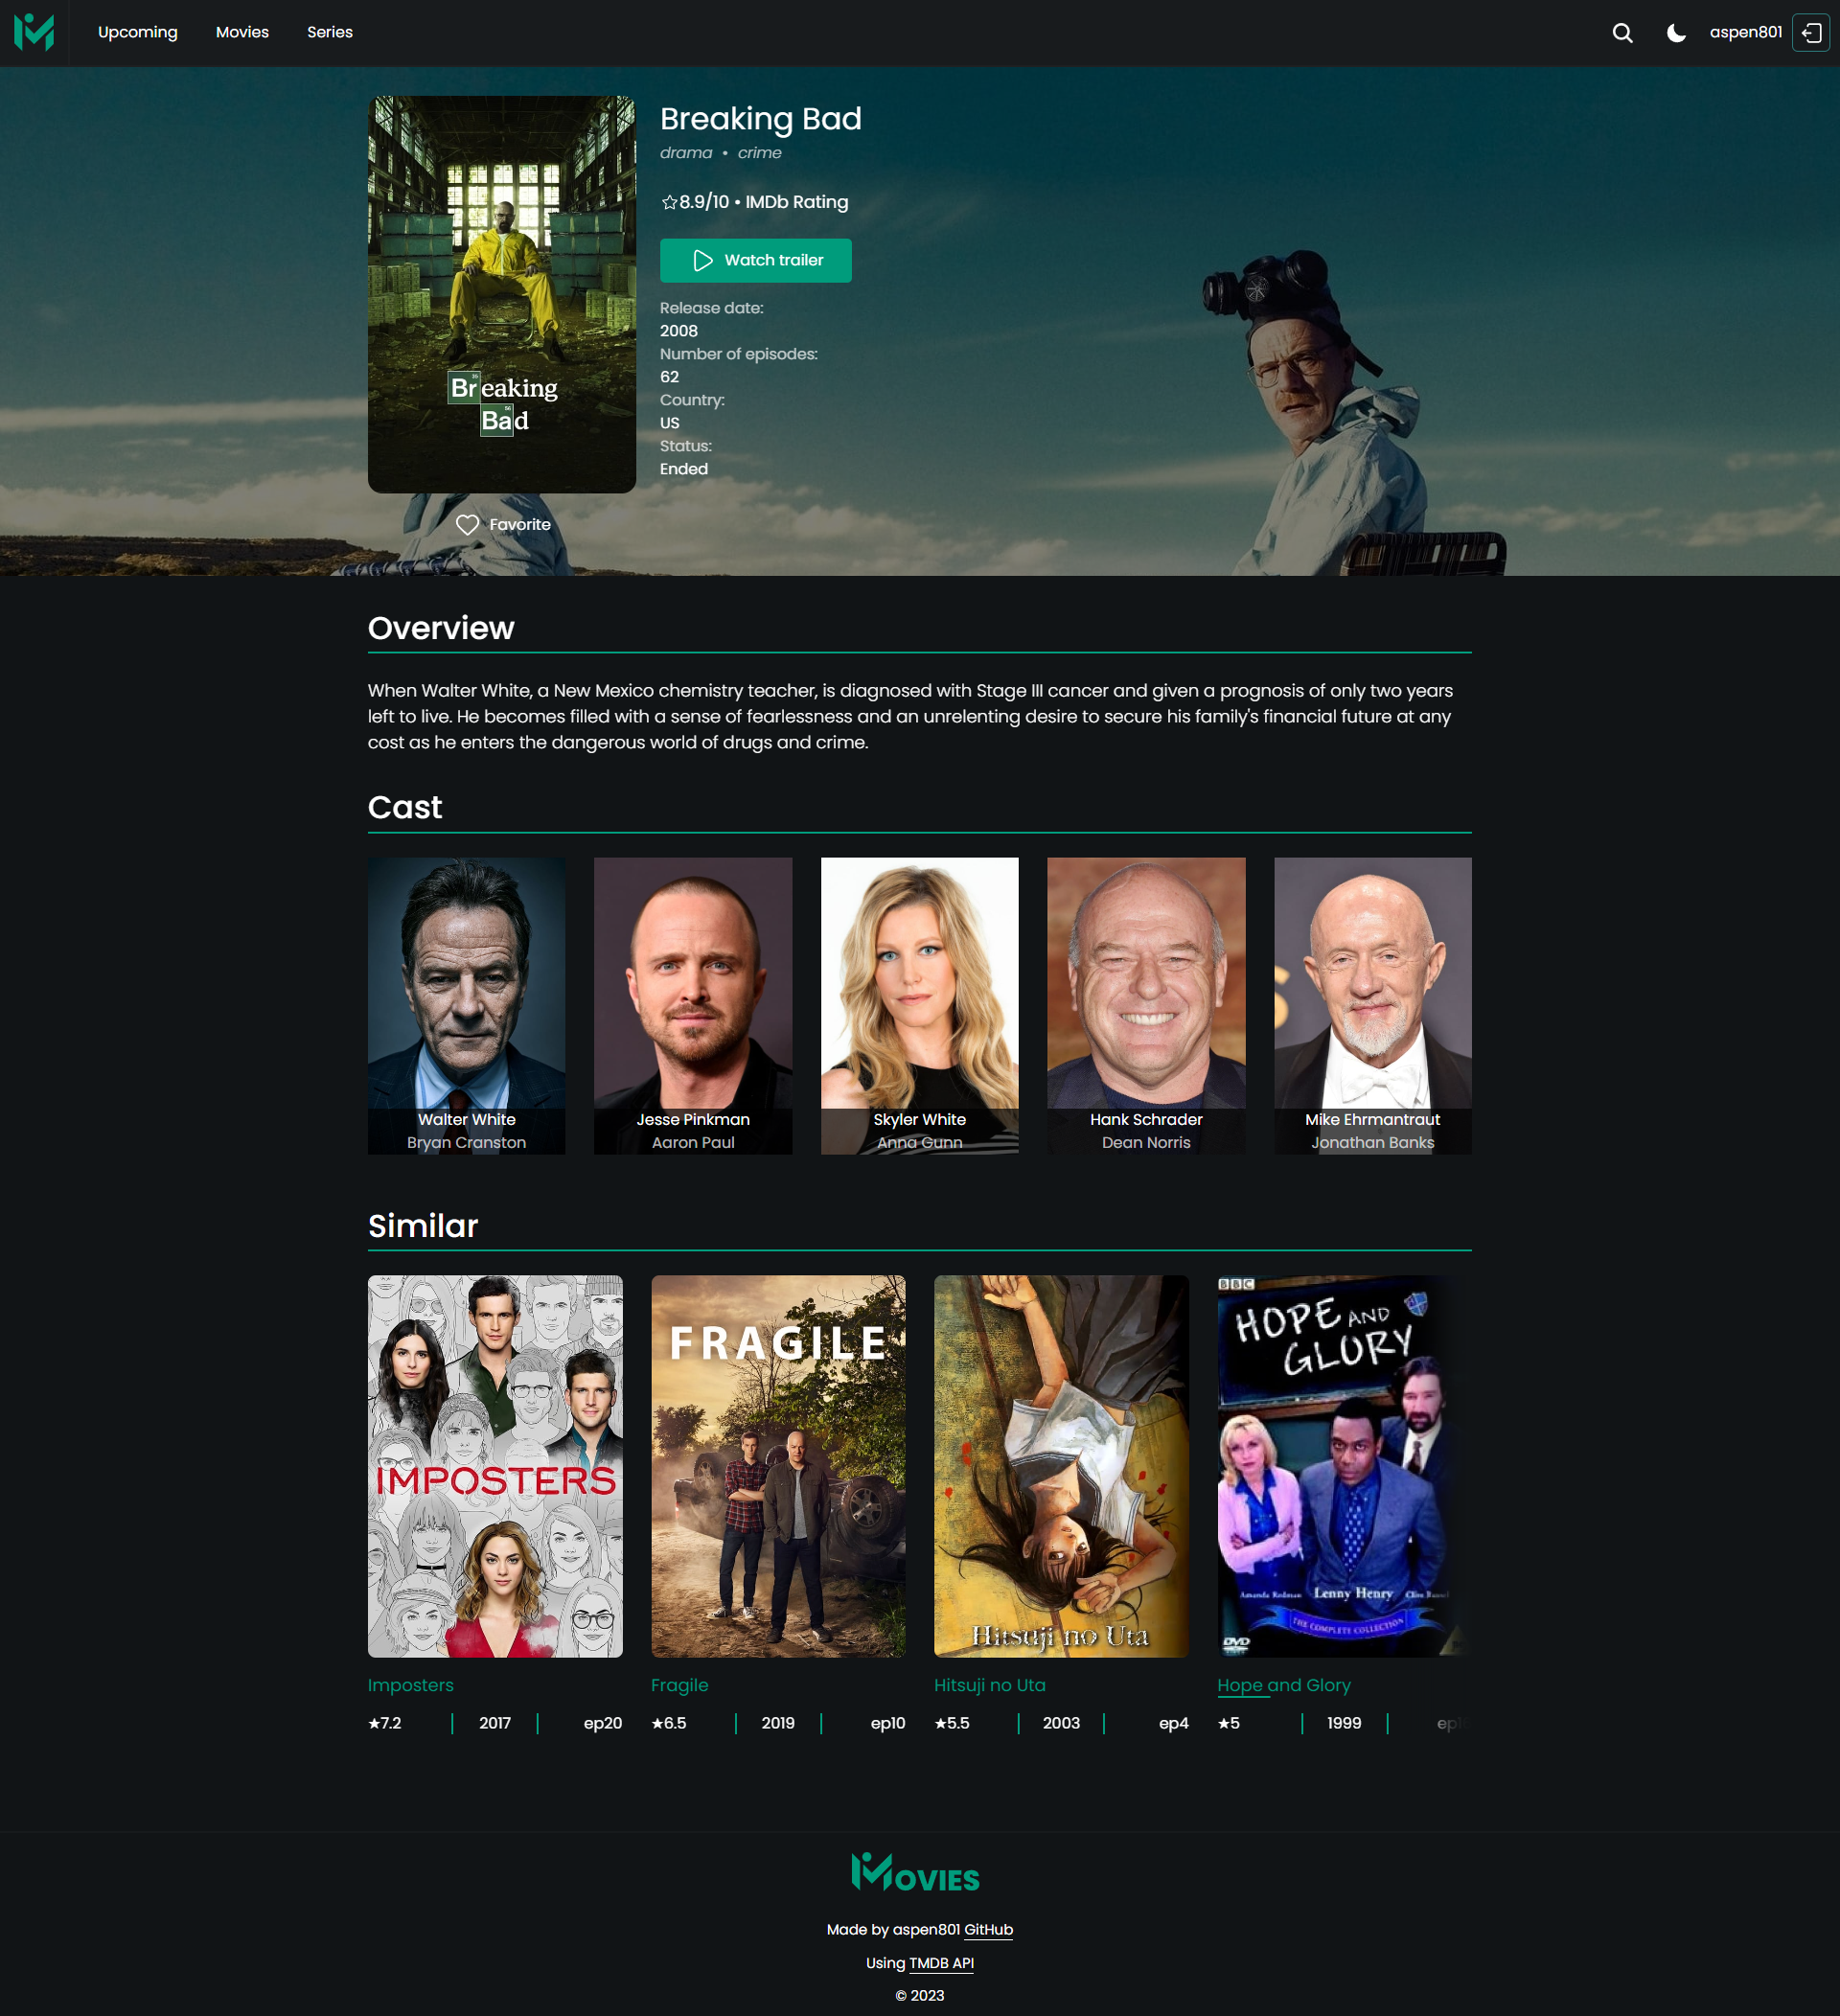 Upcoming Movies Series aspen801
Breaking Bad
drama • crime
8.9/10 • IMDb Rating
Watch trailer
Release date:
2008
Number of episodes:
62
Country:
US
Status:
Ended
Breaking
Bad
Favorite
Overview
When Walter White, a New Mexico chemistry teacher, is diagnosed with Stage III cancer and given a prognosis of only two years
left to live. He becomes filled with a sense of fearlessness and an unrelenting desire to secure his family's financial future at any
cost as he enters the dangerous world of drugs and crime.
Cast
Walter White
Bryan Cranston
Jesse Pinkman
Aaron Paul
Skyler White
Anna Gunn
Hank Schrader
Dean Norris
Mike Ehrmantraut
Jonathan Banks
Similar
IMPOSTERS
FRAGILE
Hitsuji no Uta
BBC
HOPE AND
GLORY
Lenny Henry
THE COMPLETE COLLECTION
DVD
Imposters
★7.2 2017 ep20
Fragile
★6.5 2019 ep10
Hitsuji no Uta
★5.5 2003 ep4
Hope and Glory
★5 1999
MOVIES
Made by aspen801 GitHub
Using TMDB API
© 2023